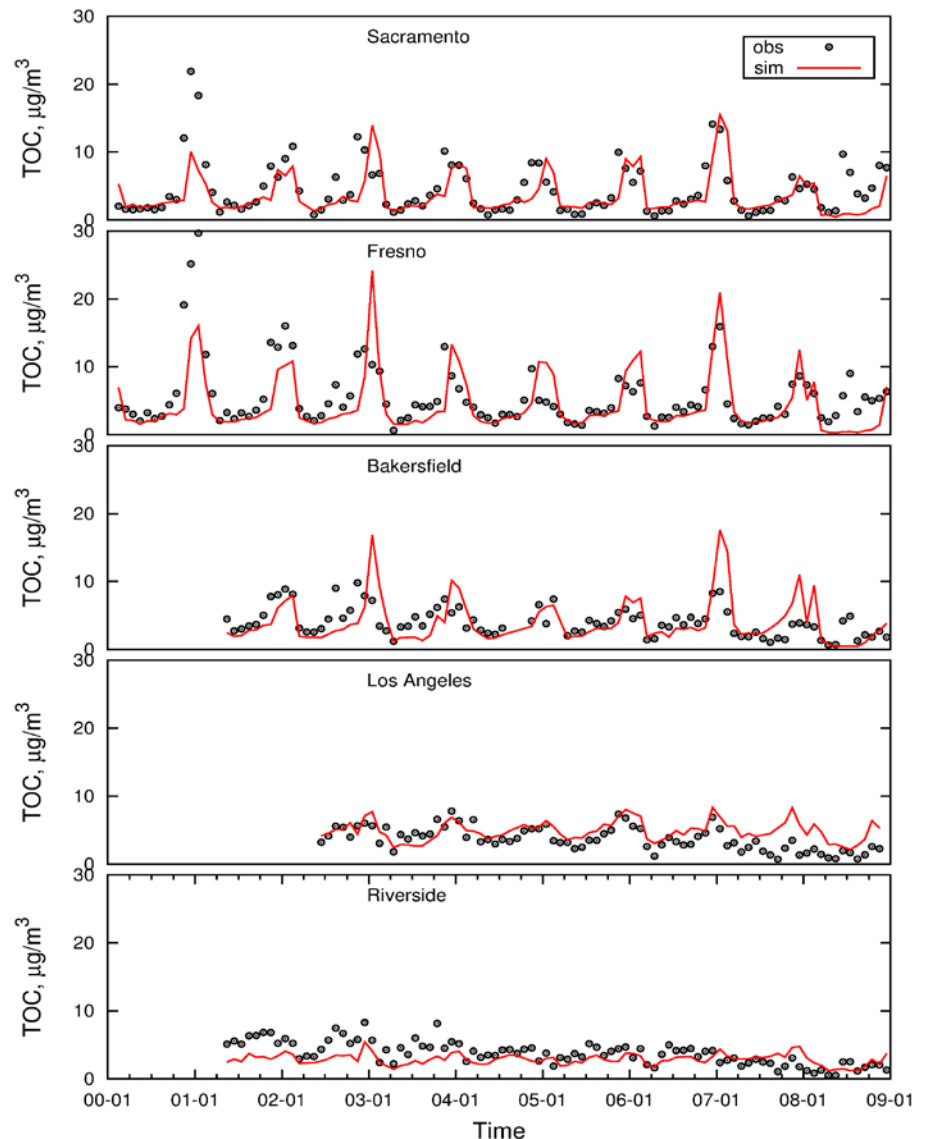 30
Sacramento
obs
sim
20
10
0
TOC, μg/m3
30
Fresno
20
10
0
TOC, μg/m3
30
Bakersfield
20
10
0
TOC, μg/m3
30
Los Angeles
20
10
0
TOC, μg/m3
30
Riverside
20
10
0
TOC, μg/m3
00-01 01-01 02-01 03-01 04-01 05-01 06-01 07-01 08-01 09-01
Time